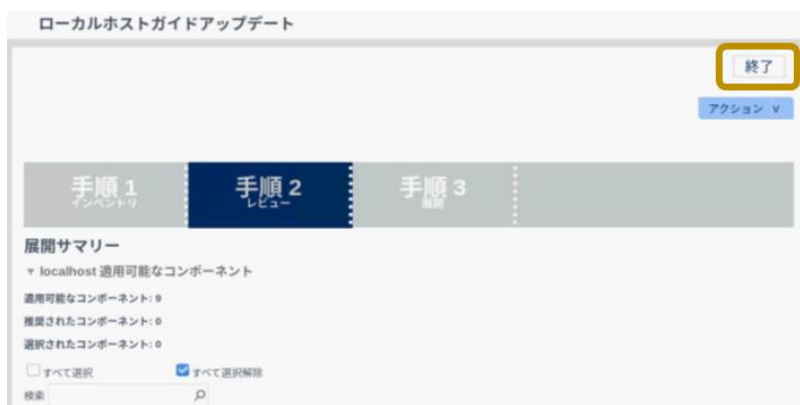 ローカルホストガイドアップデート
終了
アクション ∨
手順 1
インベントリ
手順 2
レビュー
手順 3
展開
展開サマリー
▼ localhost 適用可能なコンポーネント
適用可能なコンポーネント: 9
推奨されたコンポーネント: 0
選択されたコンポーネント: 0
すべて選択
すべて選択解除
検索